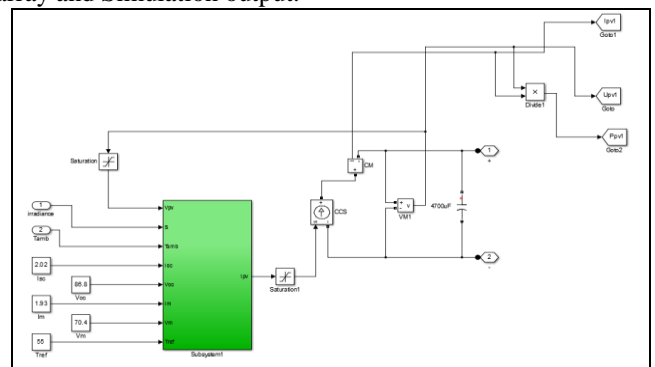 array and Simulation output.
Ipv1
Goto1
Upv1
Goto
×
Divide1
Ppv1
Goto2
Saturation
CM
1
+
CCS
v
VM1
4700uF
2
-
1
irradiance
2
Tamb
2.02
Isc
86.8
Voc
1.93
Im
70.4
Vm
55
Tref
Vpv
S
Tamb
Isc
Voc
Im
Vm
Tref
Ipv
Subsystem1
Saturation1